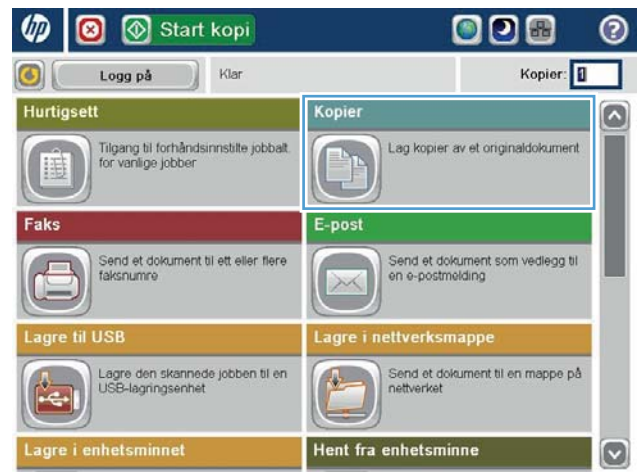 hp
Start kopi
?
Logg på
Klar
Kopier: 1
Hurtigsett
Tilgang til forhåndsinnstilte jobbalt.
for vanlige jobber
Kopier
Lag kopier av et originaldokument
Faks
Send et dokument til ett eller flere
faksnumre
E-post
Send et dokument som vedlegg til
en e-postmelding
Lagre til USB
Lagre den skannede jobben til en
USB-lagringsenhet
Lagre i nettverksmappe
Send et dokument til en mappe på
nettverket
Lagre i enhetsminnet
Hent fra enhetsminne